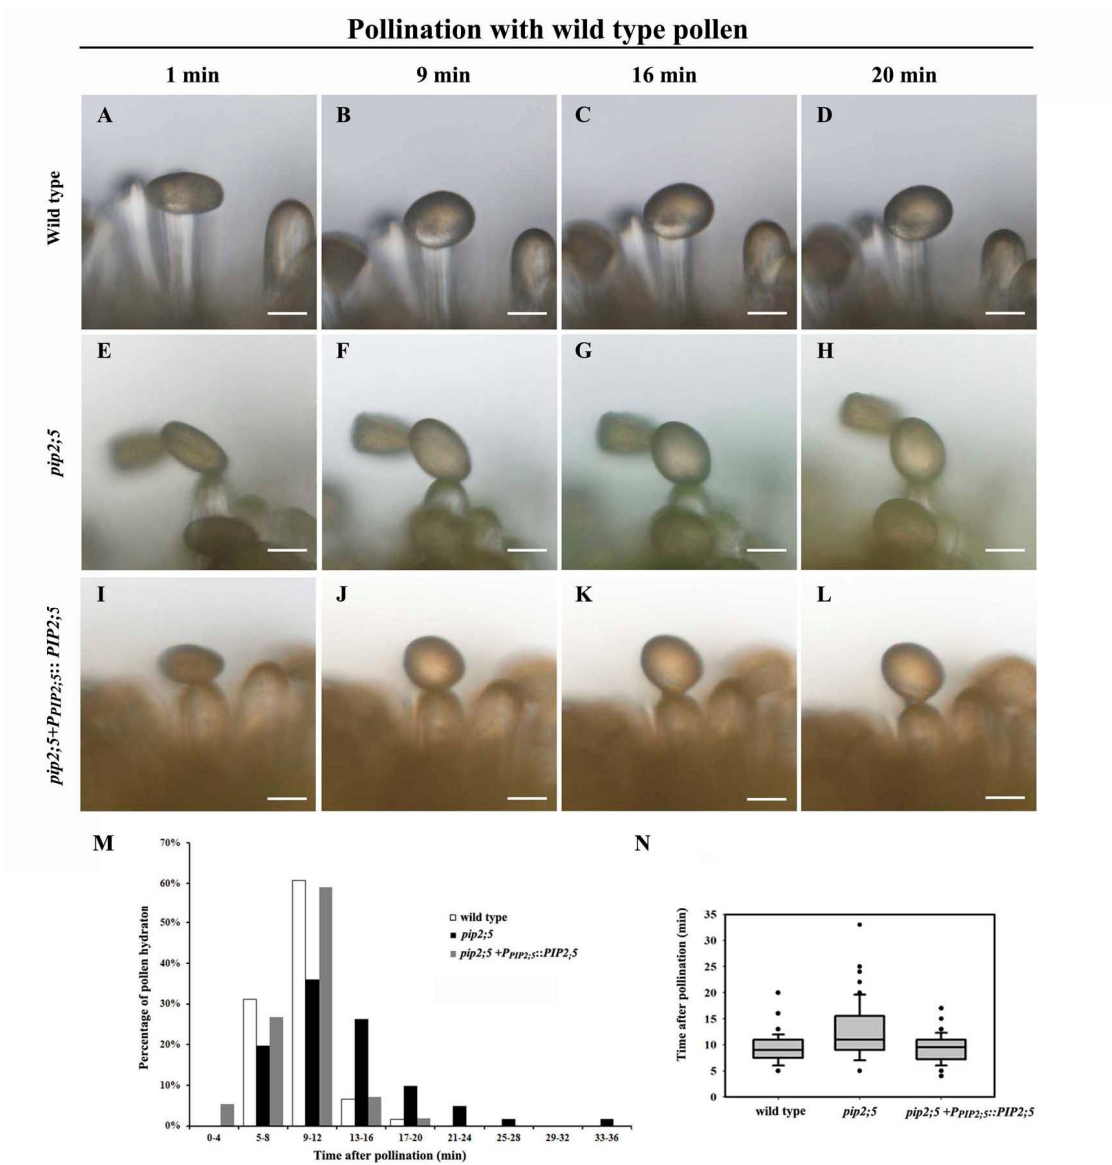 Pollination with wild type pollen
1 min 9 min 16 min 20 min
Wild type
A B C D
pip2;5
E F G H
pip2;5+PPIP2;5:: PIP2;5
I J K L
M
Percentage of pollen hydraton
70%
60%
50%
40%
30%
20%
10%
0%
wild type
pip2;5
pip2;5 +PPIP2;5::PIP2;5
0-4 5-8 9-12 13-16 17-20 21-24 25-28 29-32 33-36
Time after pollination (min)
N
Time after pollination (min)
35
30
25
20
15
10
5
0
wild type pip2;5 pip2;5 +PPIP2;5::PIP2;5